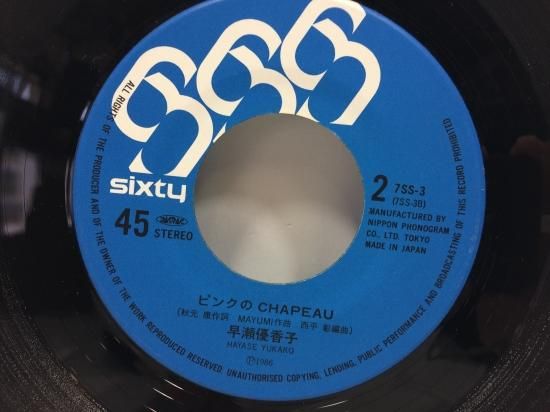 sixty
45
STEREO
2 7SS-3
(7SS-3B)
MANUFACTURED BY
NIPPON PHONOGRAM
CO., LTD. TOKYO
MADE IN JAPAN
ピンクの CHAPEAU
(秋元 康作詞 MAYUMI作曲 西平 彰編曲)
早瀬優香子
HAYASE YUKAKO
Ⓟ1986
ALL RIGHTS OF THE PRODUCER AND OF THE OWNER OF THE WORK REPRODUCED RESERVED. UNAUTHORISED COPYING, LENDING, PUBLIC PERFORMANCE AND BROADCASTING OF THIS RECORD PROHIBITED